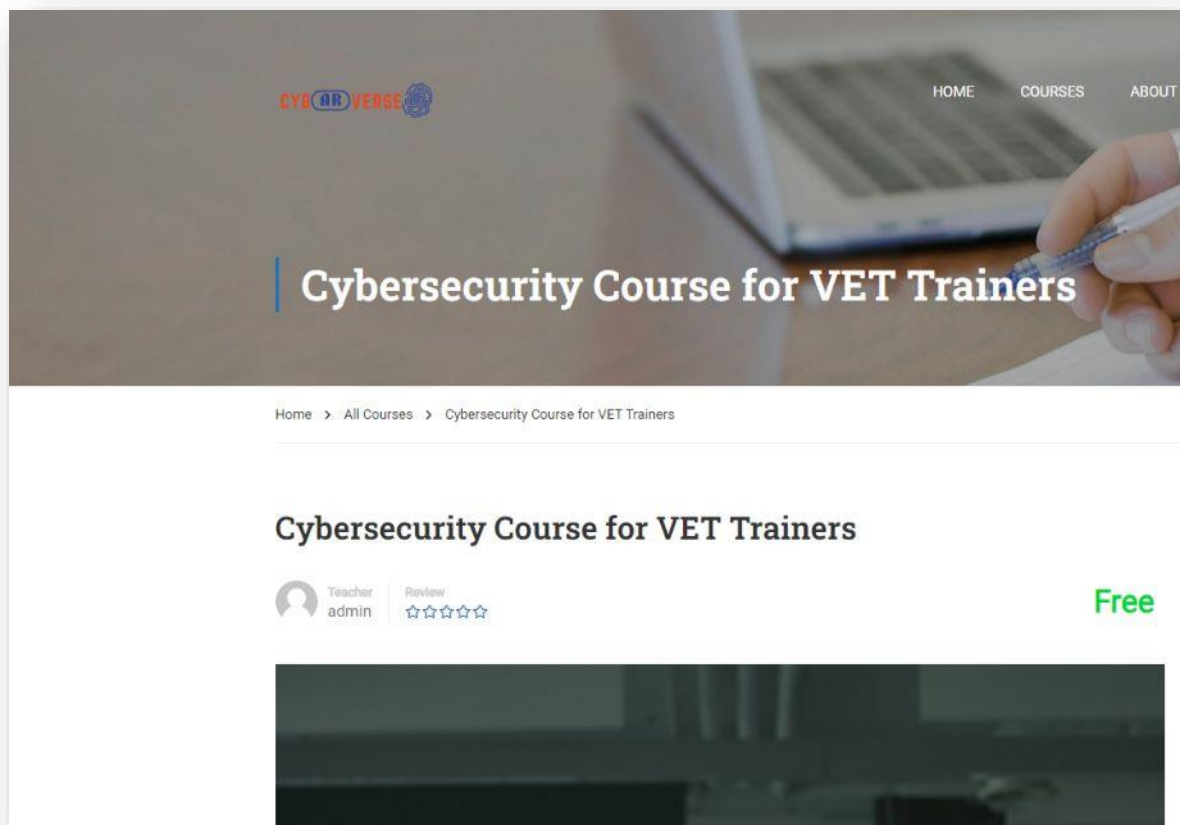 CYBARVERSE
HOME COURSES ABOUT
Cybersecurity Course for VET Trainers
Home > All Courses > Cybersecurity Course for VET Trainers
Cybersecurity Course for VET Trainers
Teacher Review
admin
Free